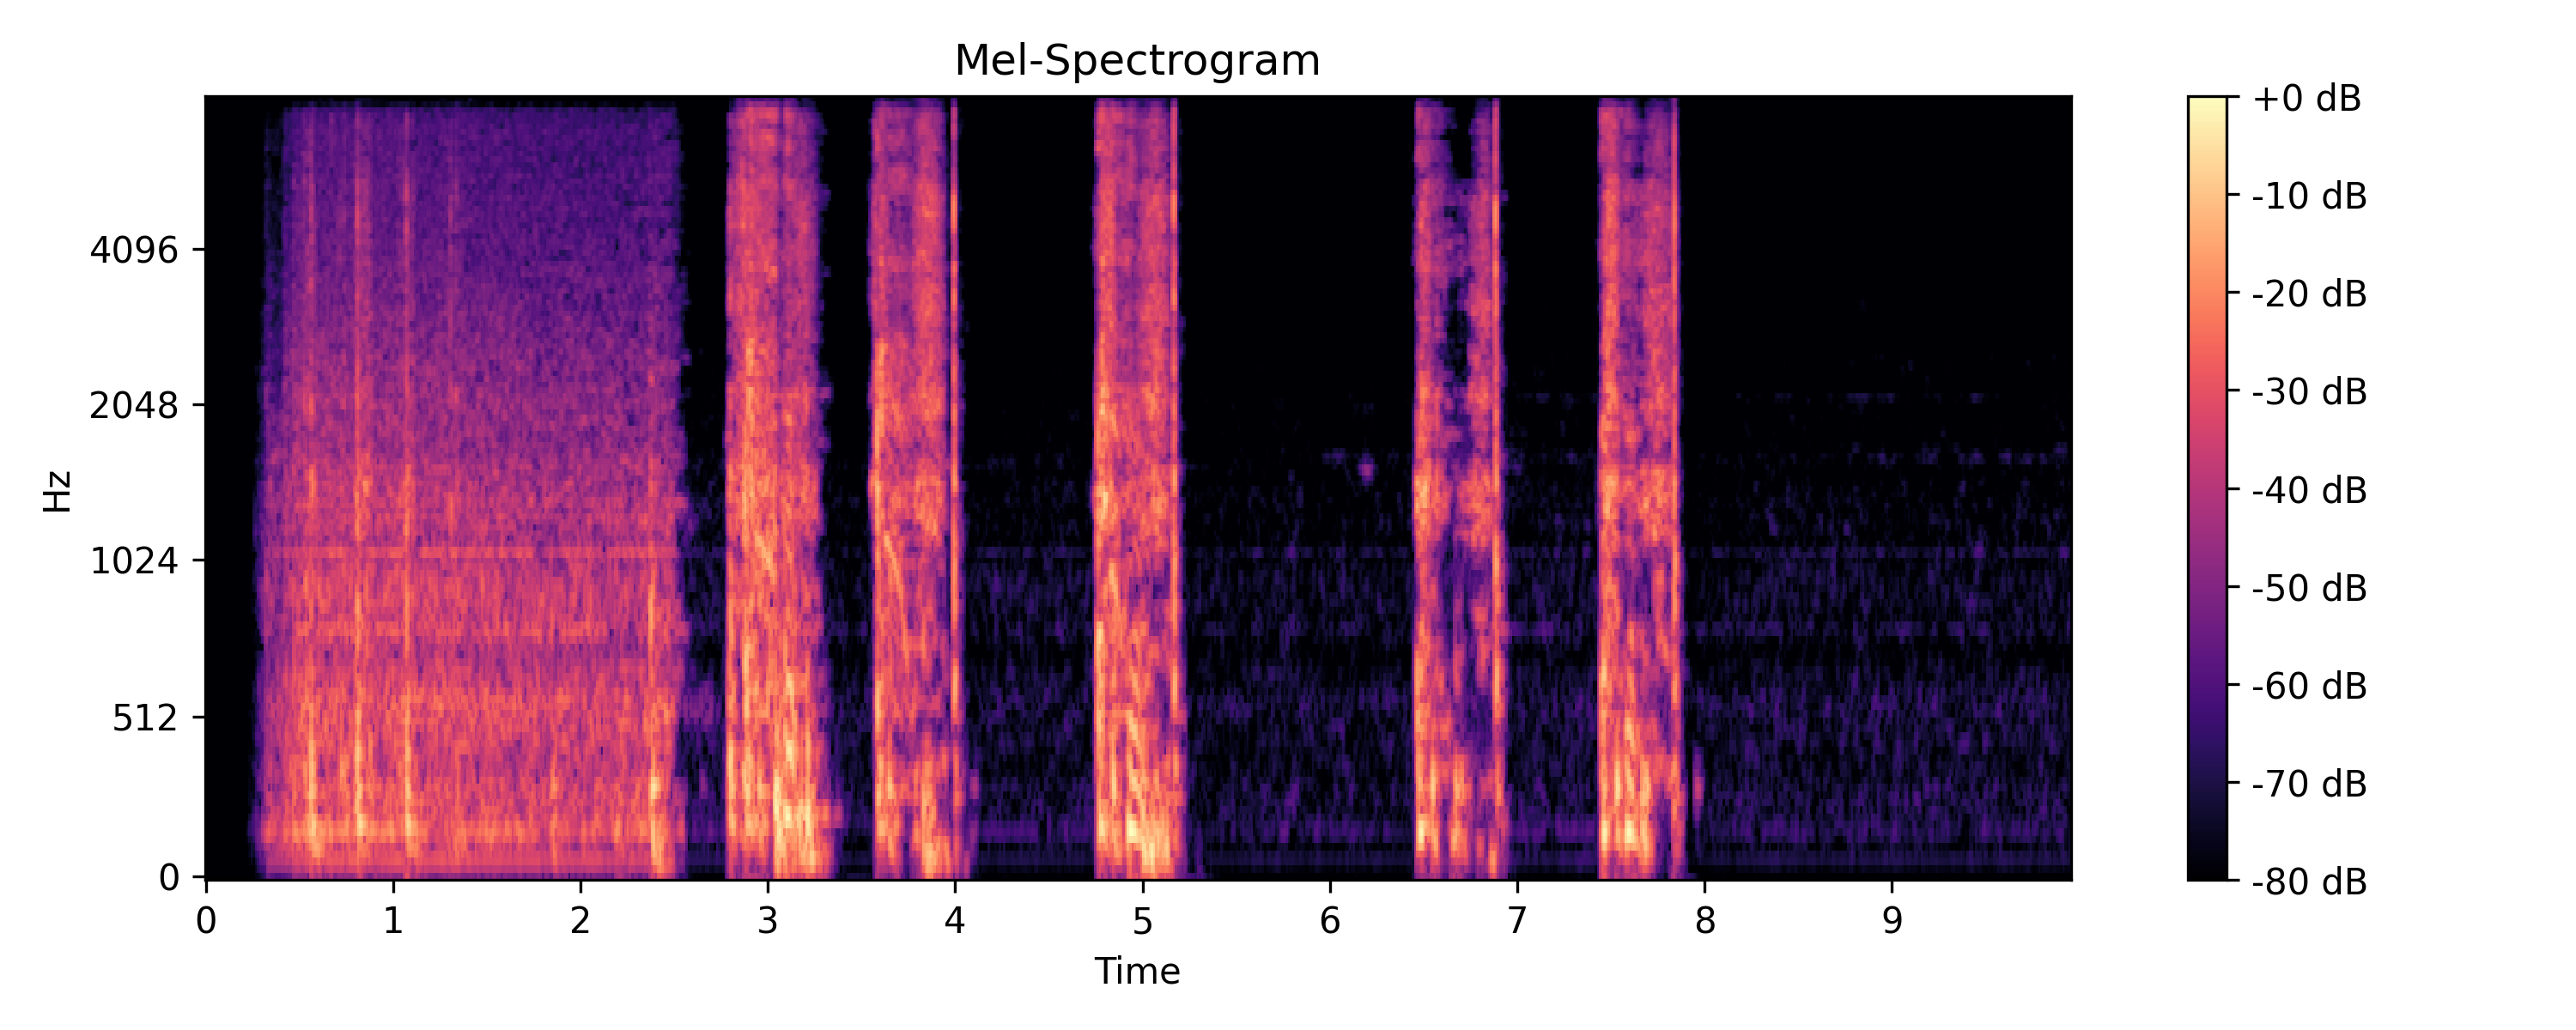 Mel-Spectrogram
+0 dB
-10 dB
-20 dB
-30 dB
-40 dB
-50 dB
-60 dB
-70 dB
-80 dB
Hz
4096
2048
1024
512
0
0 1 2 3 4 5 6 7 8 9
Time